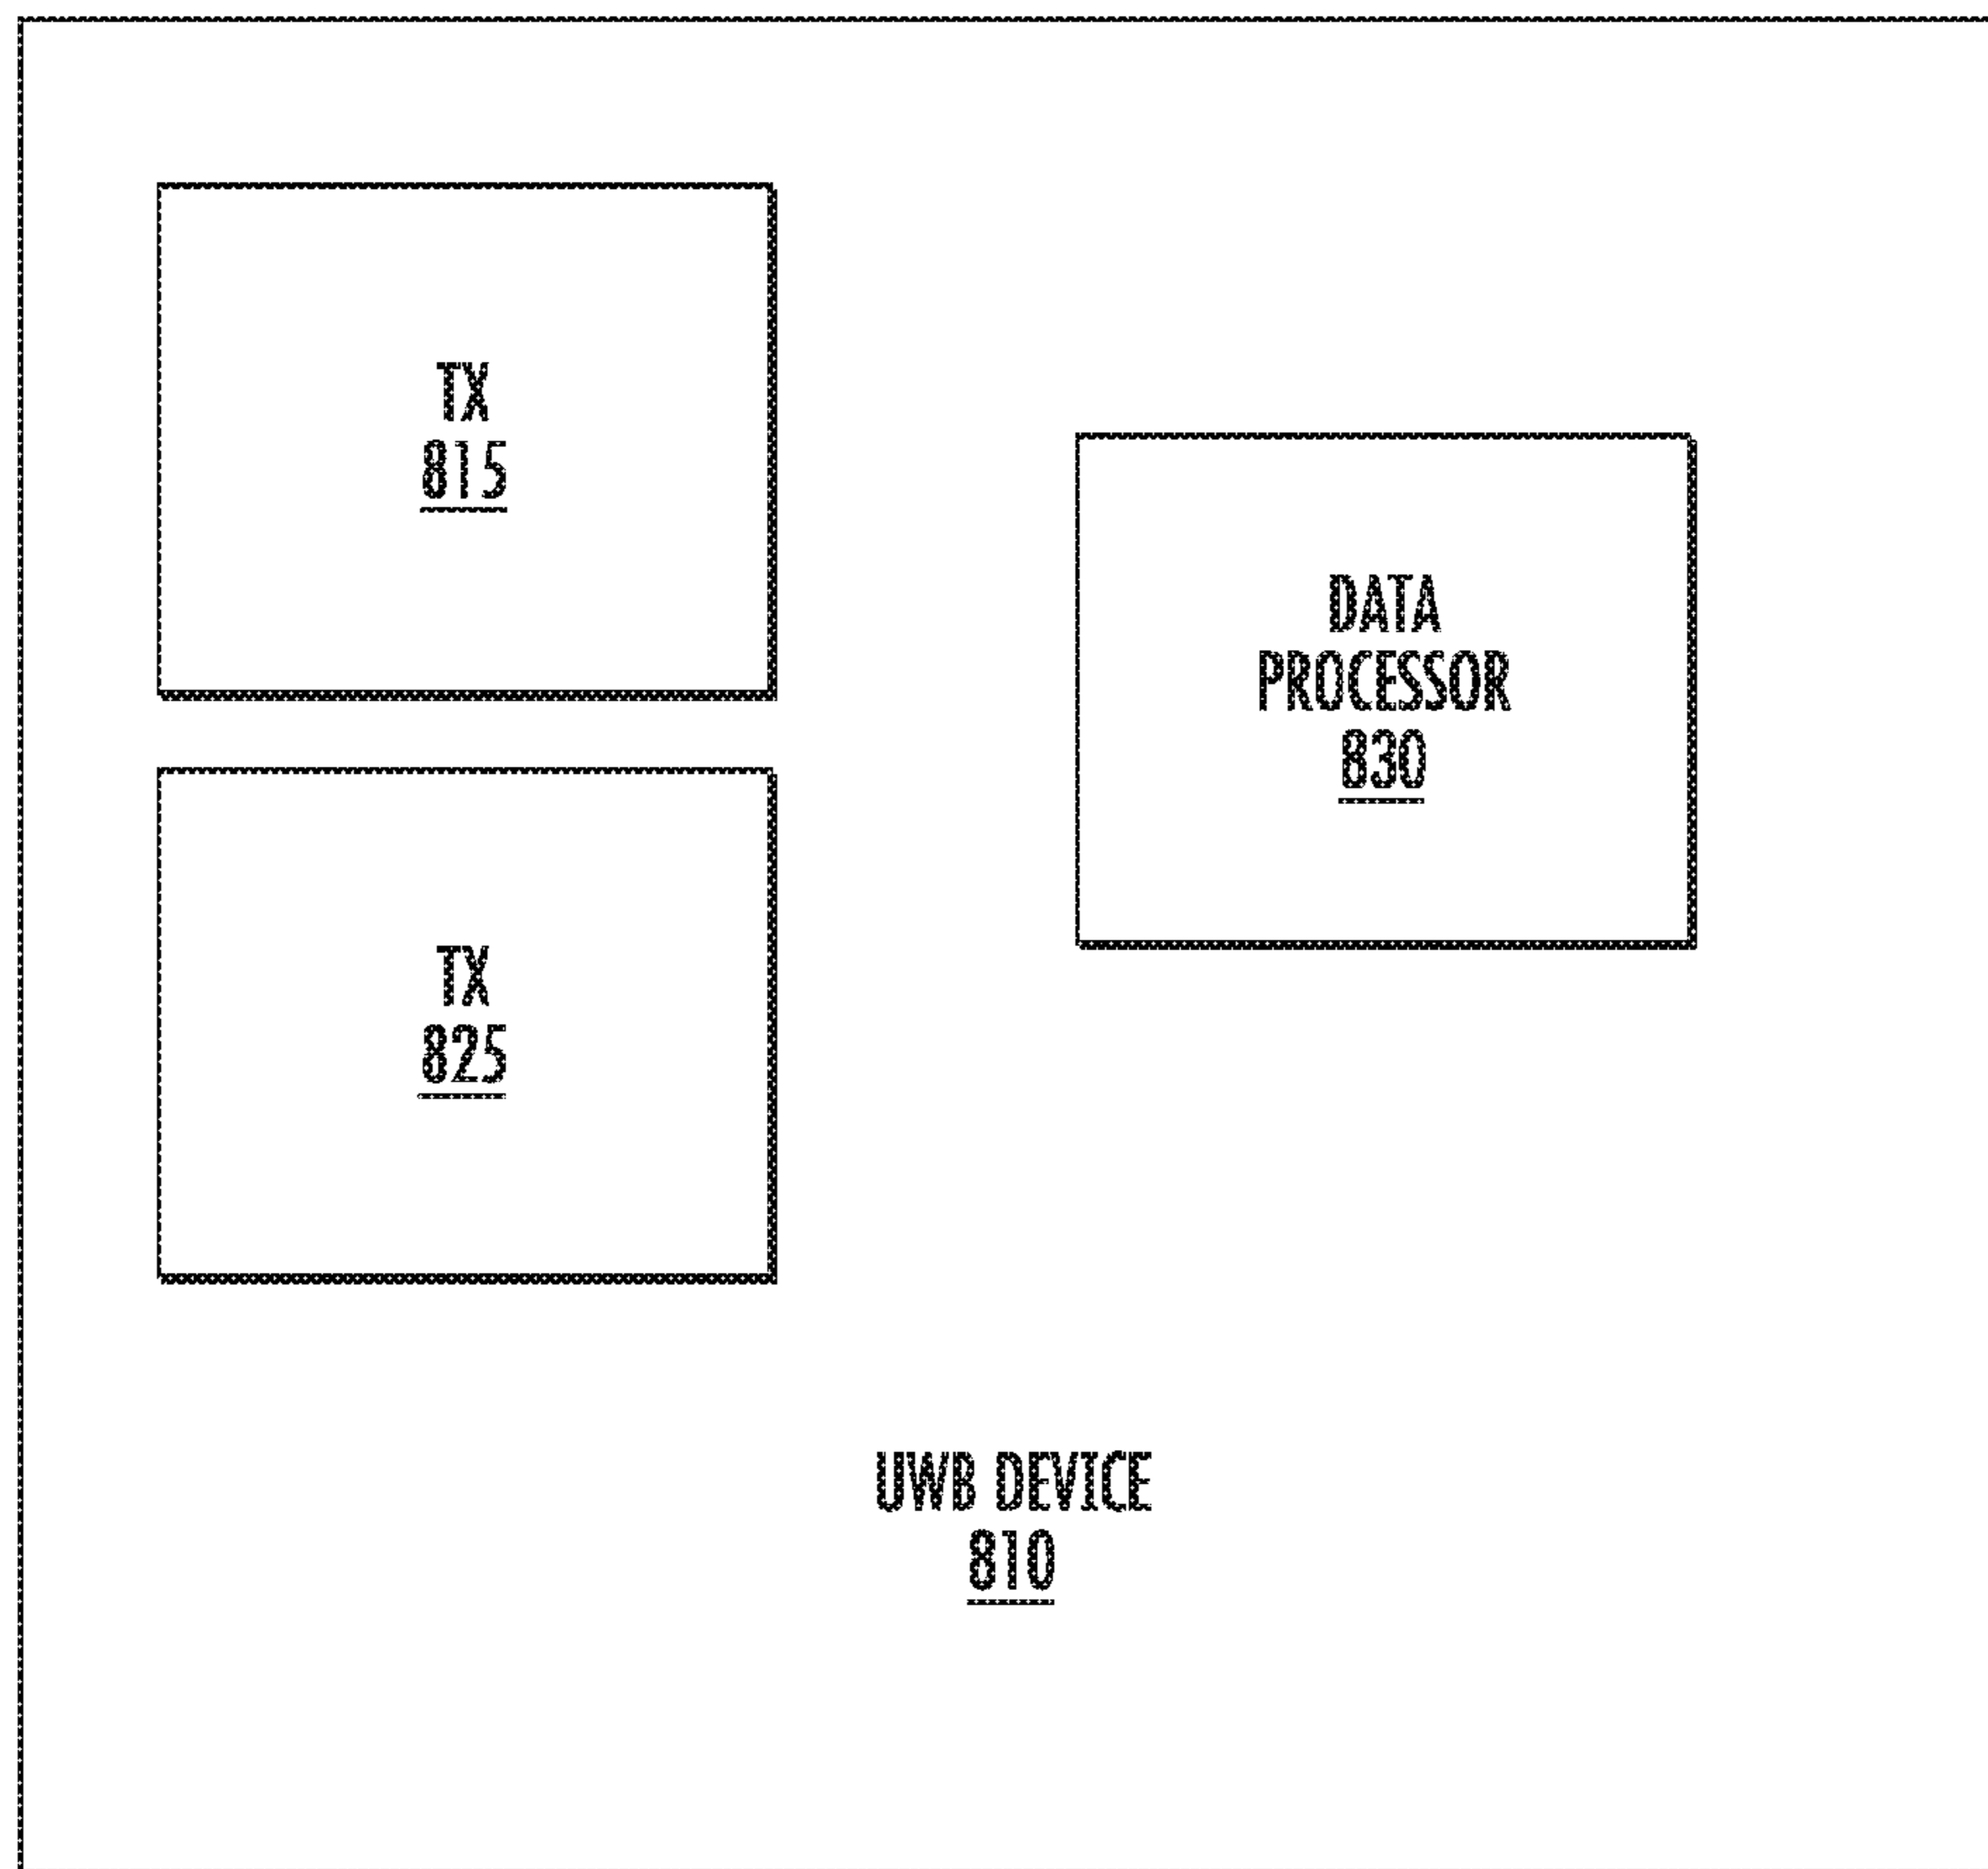 TX
815
DATA
PROCESSOR
830
TX
825
UWB DEVICE
810